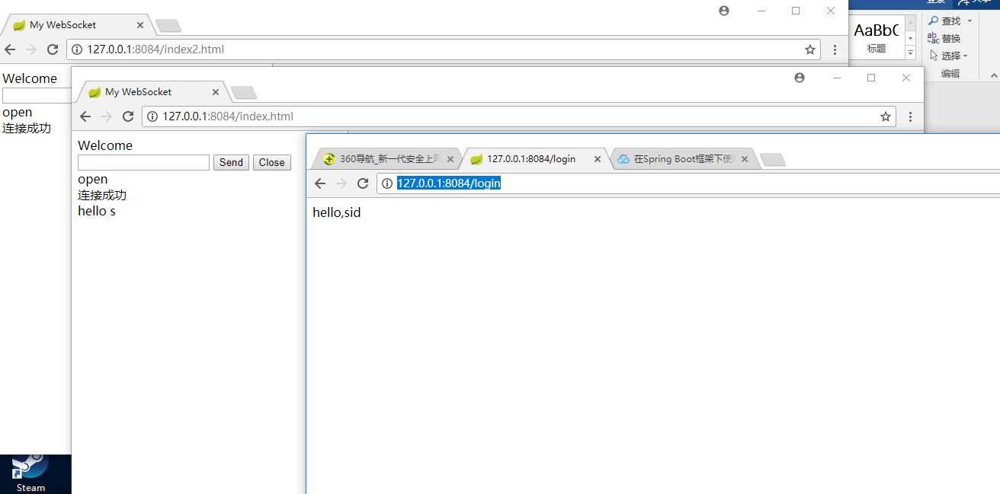 My WebSocket
127.0.0.1:8084/index2.html
Welcome
open
连接成功
AaBbC
标题
查找
替换
选择
编辑
My WebSocket
127.0.0.1:8084/index.html
Welcome
Send Close
open
连接成功
hello s
360导航_新一代安全上网
127.0.0.1:8084/login
在Spring Boot框架下使
127.0.0.1:8084/login
hello,sid
Steam